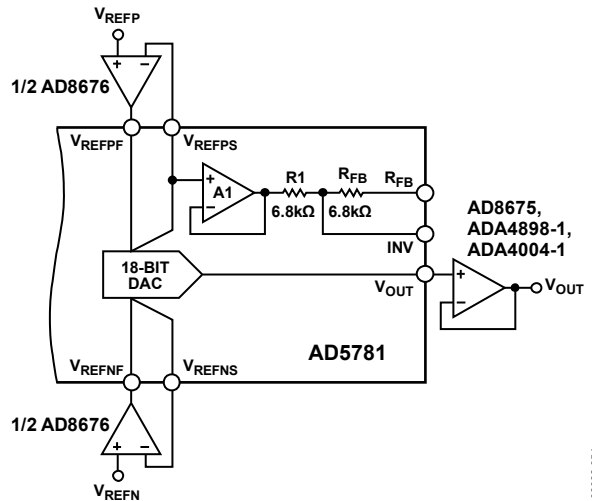 VREFP
1/2 AD8676
VREFPF
VREFPS
A1
R1
6.8kΩ
RFB
6.8kΩ
RFB
INV
AD8675,
ADA4898-1,
ADA4004-1
18-BIT
DAC
VOUT
VOUT
AD5781
VREFNF
VREFNS
1/2 AD8676
VREFN